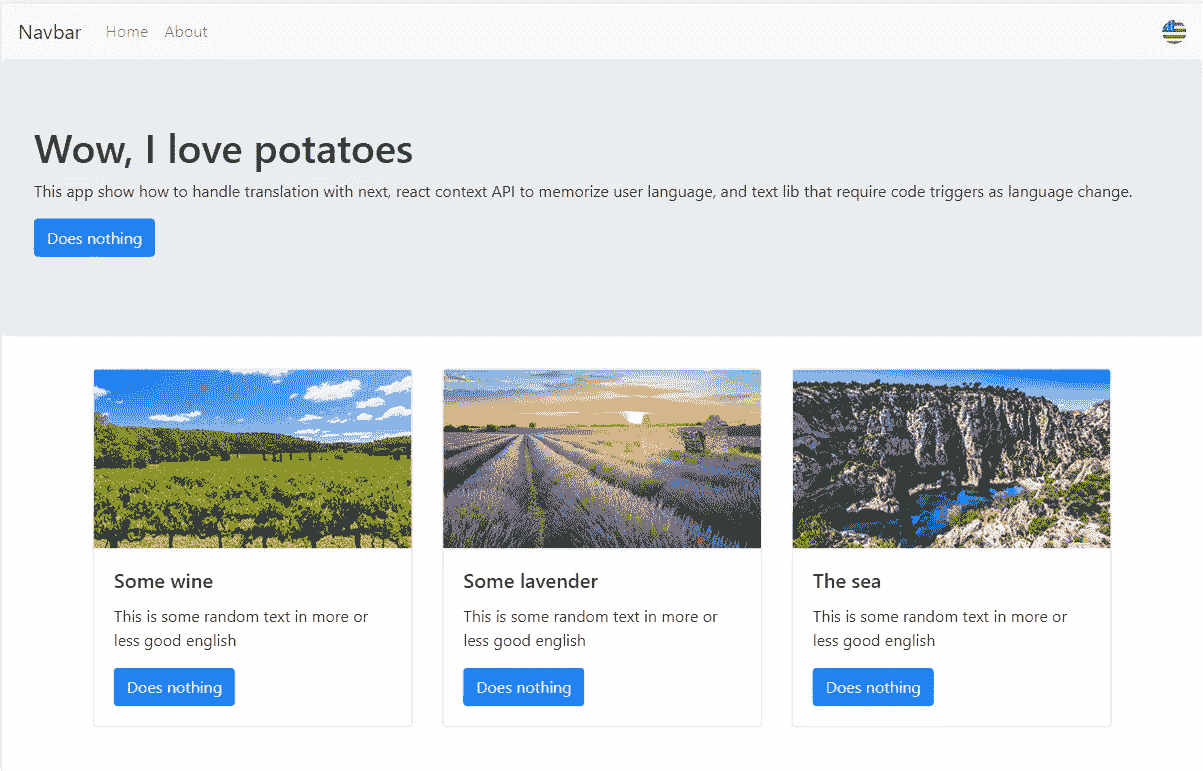 Navbar Home About
Wow, I love potatoes
This app show how to handle translation with next, react context API to memorize user language, and text lib that require code triggers as language change.
Does nothing
Some wine
This is some random text in more or
less good english
Does nothing
Some lavender
This is some random text in more or
less good english
Does nothing
The sea
This is some random text in more or
less good english
Does nothing